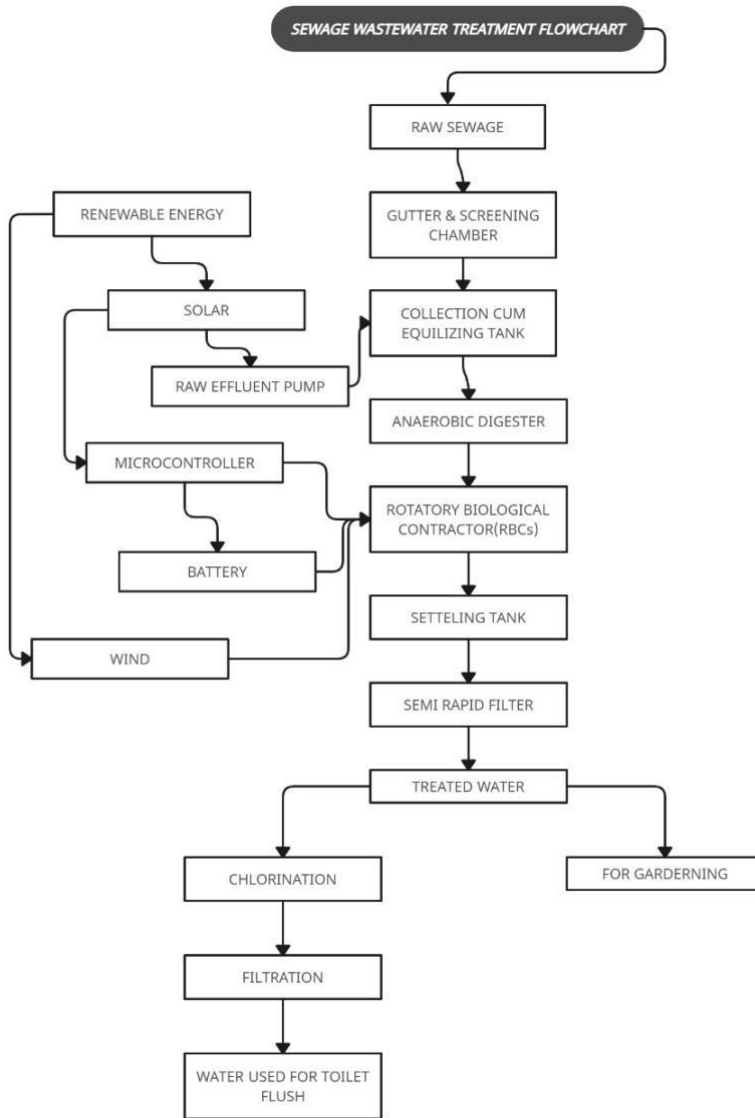 SEWAGE WASTEWATER TREATMENT FLOWCHART
RAW SEWAGE
RENEWABLE ENERGY
GUTTER & SCREENING
CHAMBER
SOLAR
COLLECTION CUM
EQUILIZING TANK
RAW EFFLUENT PUMP
ANAEROBIC DIGESTER
MICROCONTROLLER
ROTATORY BIOLOGICAL
CONTRACTOR(RBCs)
BATTERY
SETTELING TANK
WIND
SEMI RAPID FILTER
TREATED WATER
CHLORINATION
FOR GARDERNING
FILTRATION
WATER USED FOR TOILET
FLUSH